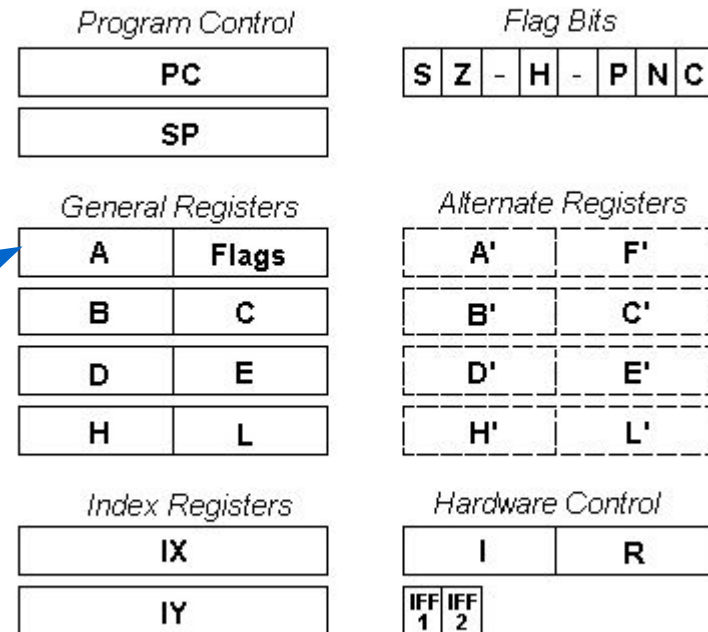 Program Control
PC
SP
Flag Bits
S Z - H - P N C
General Registers
A Flags
B C
D E
H L
Alternate Registers
A' F'
B' C'
D' E'
H' L'
Index Registers
IX
IY
Hardware Control
I R
IFF IFF
1 2